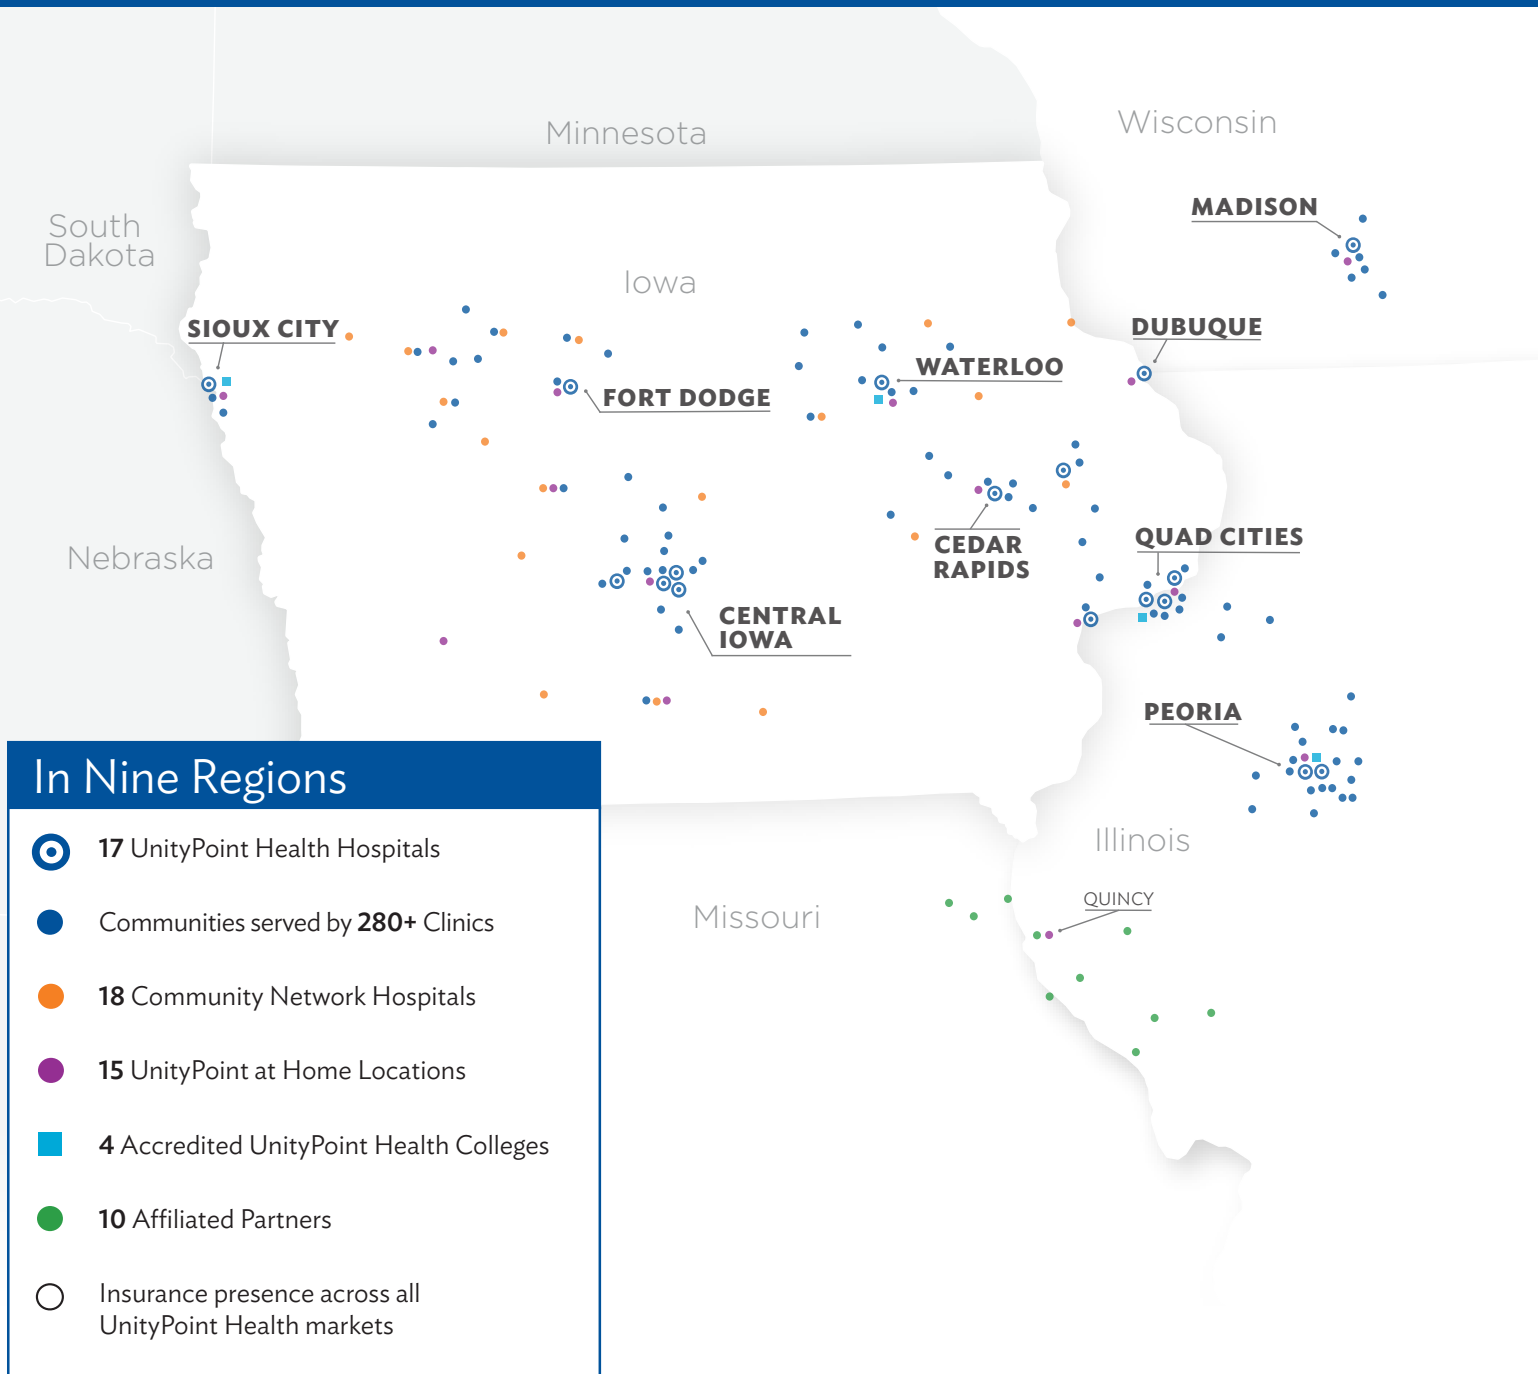 Minnesota
Wisconsin
MADISON
South
Dakota
Iowa
SIOUX CITY
DUBUQUE
WATERLOO
FORT DODGE
Nebraska
CEDAR
RAPIDS
QUAD CITIES
CENTRAL
IOWA
PEORIA
Illinois
Missouri
QUINCY
In Nine Regions
17 UnityPoint Health Hospitals
Communities served by 280+ Clinics
18 Community Network Hospitals
15 UnityPoint at Home Locations
4 Accredited UnityPoint Health Colleges
10 Affiliated Partners
Insurance presence across all
UnityPoint Health markets